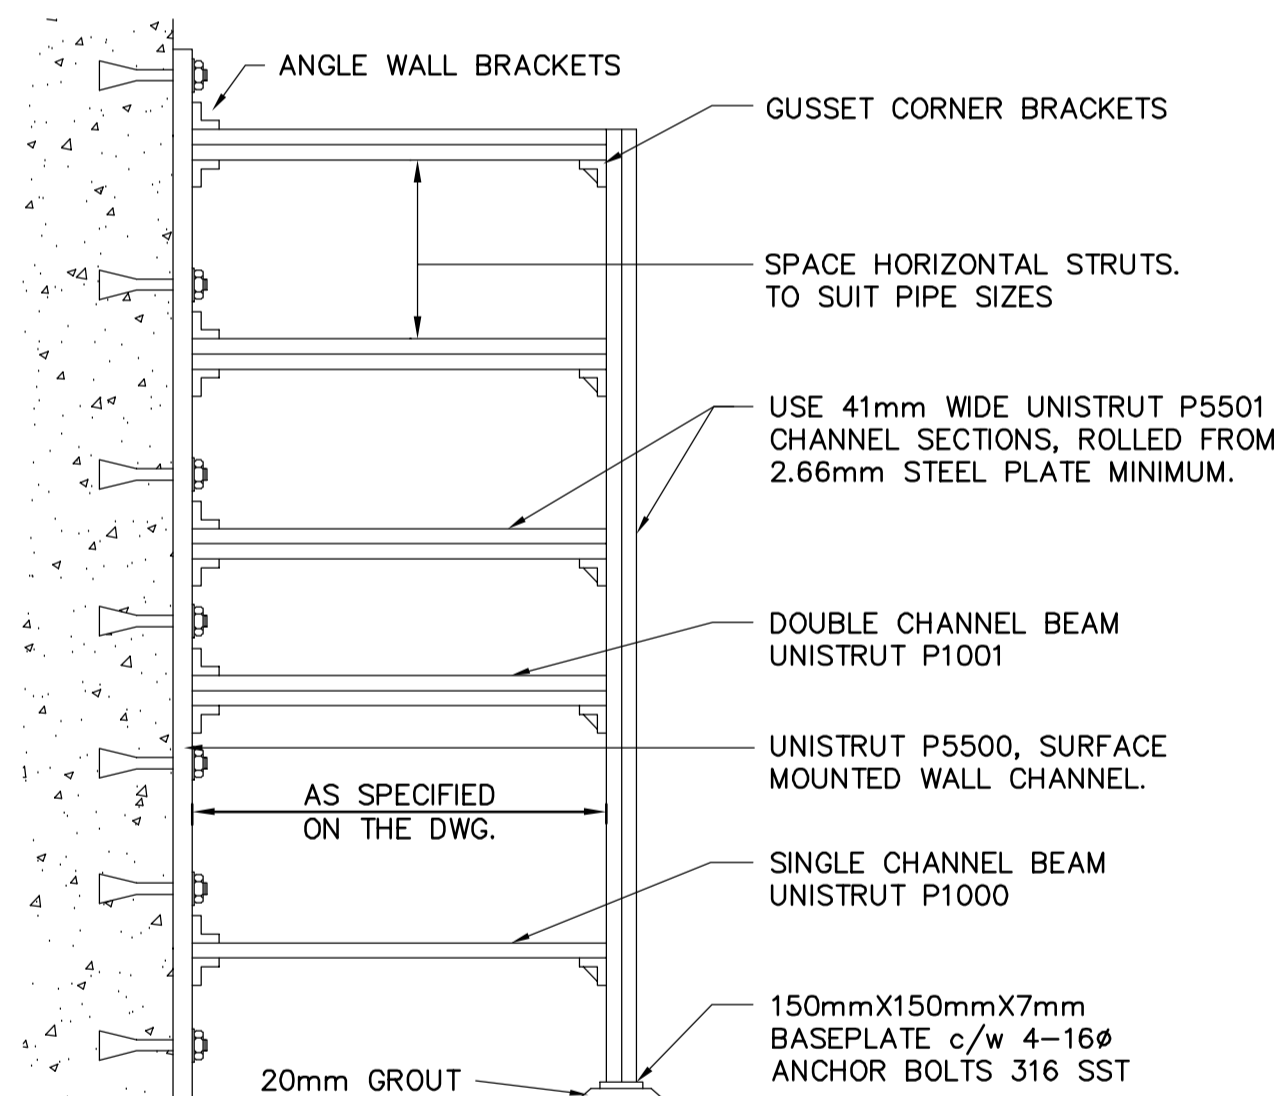 ANGLE WALL BRACKETS
GUSSET CORNER BRACKETS
SPACE HORIZONTAL STRUTS.
TO SUIT PIPE SIZES
USE 41mm WIDE UNISTRUT P5501
CHANNEL SECTIONS, ROLLED FROM
2.66mm STEEL PLATE MINIMUM.
DOUBLE CHANNEL BEAM
UNISTRUT P1001
UNISTRUT P5500, SURFACE
MOUNTED WALL CHANNEL.
AS SPECIFIED
ON THE DWG.
SINGLE CHANNEL BEAM
UNISTRUT P1000
150mmX150mmX7mm
BASEPLATE c/w 4-16ø
ANCHOR BOLTS 316 SST
20mm GROUT